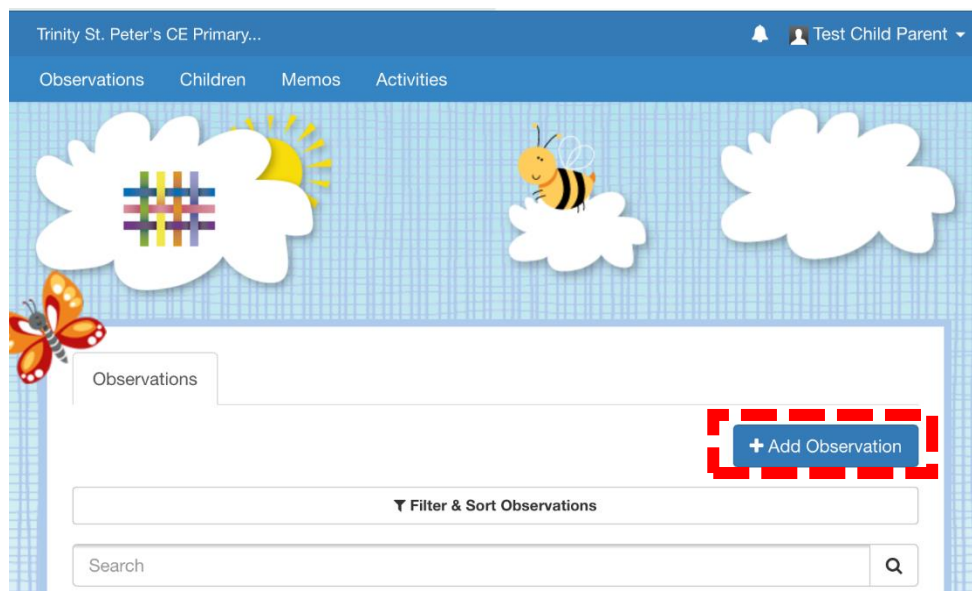 Trinity St. Peter's CE Primary...
Test Child Parent
Observations Children Memos Activities
Observations
+ Add Observation
Filter & Sort Observations
Search